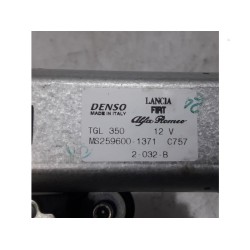 DENSO
MADE IN ITALY
LANCIA
FIAT
Alfa Romeo
TGL 350 12 V
MS259600-1371 C757
2-032-B